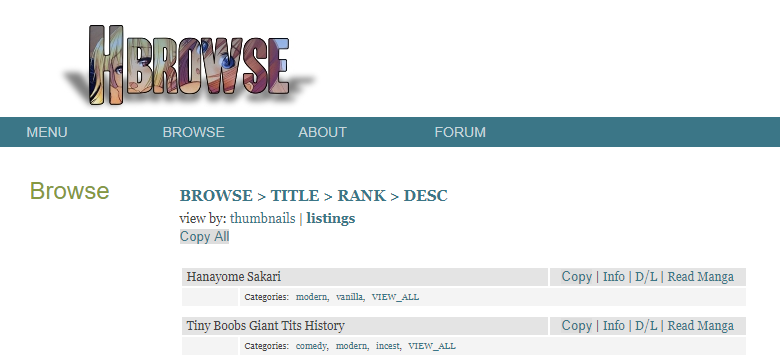 HBROWSE
MENU BROWSE ABOUT FORUM
Browse
BROWSE > TITLE > RANK > DESC
view by: thumbnails | listings
Copy All
Hanayome Sakari Copy | Info | D/L | Read Manga
Categories: modern, vanilla, VIEW_ALL
Tiny Boobs Giant Tits History Copy | Info | D/L | Read Manga
Categories: comedy, modern, incest, VIEW_ALL